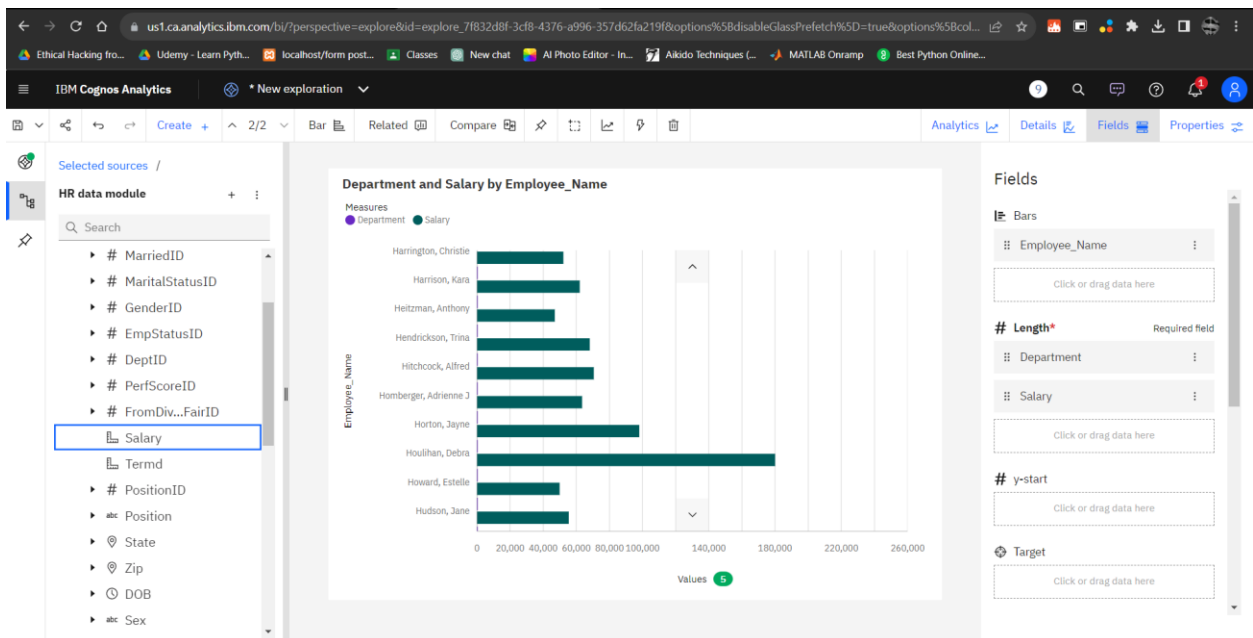 us1.ca.analytics.ibm.com/bi/?perspective=explore&id=explore_7f832d8f-3cf8-4376-a996-357d62fa219f&options%5BdisableGlassPrefetch%5D=true&options%5Bcol...
Ethical Hacking fro... Udemy - Learn Pyth... localhost/form post... Classes New chat AI Photo Editor - In... Aikido Techniques (... MATLAB Onramp Best Python Online...
IBM Cognos Analytics * New exploration 9 1
Create + 2/2 Bar Related Compare Analytics Details Fields Properties
Selected sources /
HR data module
Search
# MarriedID
# MaritalStatusID
# GenderID
# EmpStatusID
# DeptID
# PerfScoreID
# FromDiv...FairID
Salary
Termd
# PositionID
abc Position
State
Zip
DOB
abc Sex
Department and Salary by Employee_Name
Measures
Department Salary
Employee_Name
Harrington, Christie
Harrison, Kara
Heitzman, Anthony
Hendrickson, Trina
Hitchcock, Alfred
Homberger, Adrienne J
Horton, Jayne
Houlihan, Debra
Howard, Estelle
Hudson, Jane
0 20,000 40,000 60,000 80,000 100,000 140,000 180,000 220,000 260,000
Values 5
Fields
Bars
Employee_Name
Click or drag data here
# Length* Required field
Department
Salary
Click or drag data here
# y-start
Click or drag data here
Target
Click or drag data here